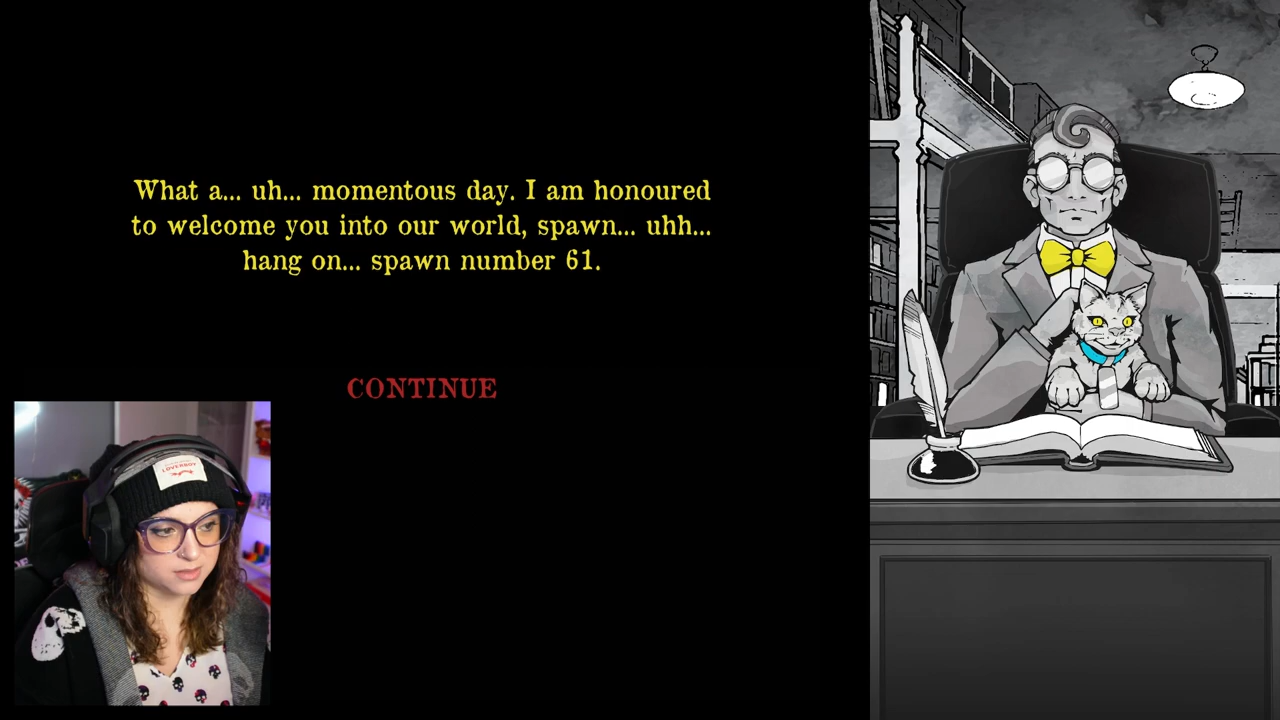 What a... uh... momentous day. I am honoured
to welcome you into our world, spawn... uhh...
hang on... spawn number 61.
CONTINUE
LOVERBOY